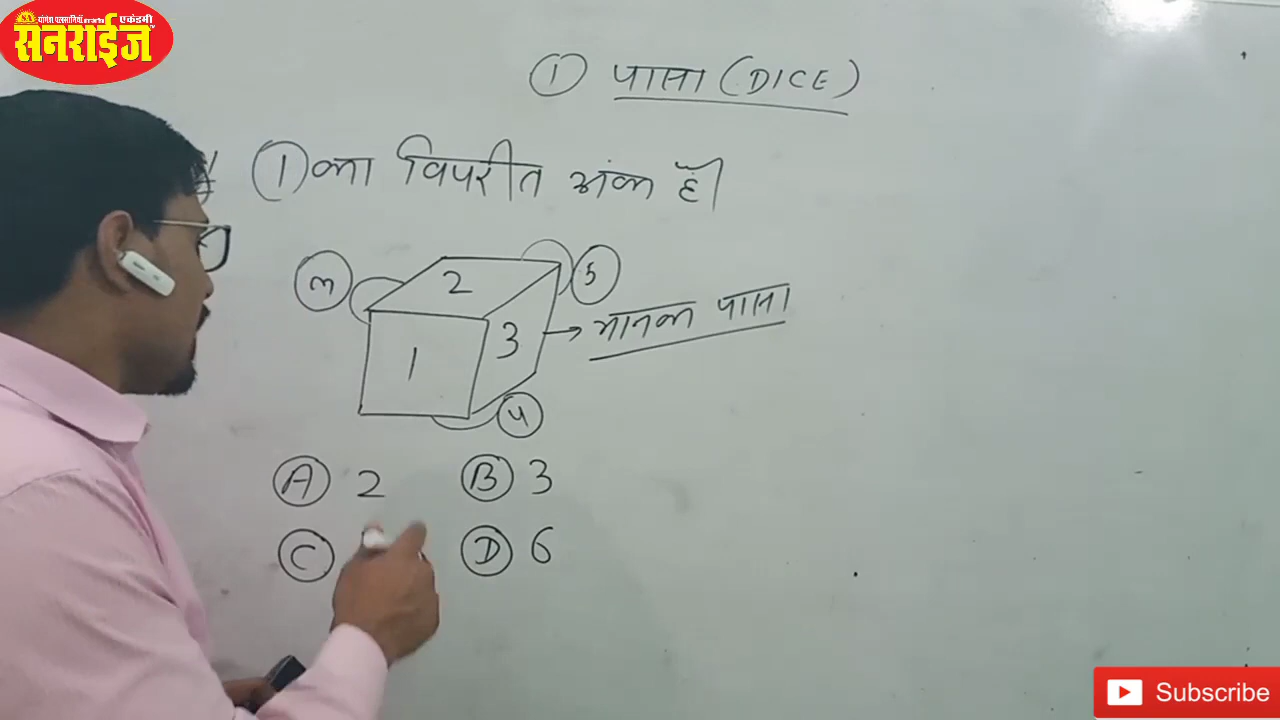 सनराईज
एकॅडमी
① पासा (DICE)
# ① का विपरीत अंक हैं।
3 2 5
1 3 → मानक पासा
4
A 2 B 3
C D 6
Subscribe